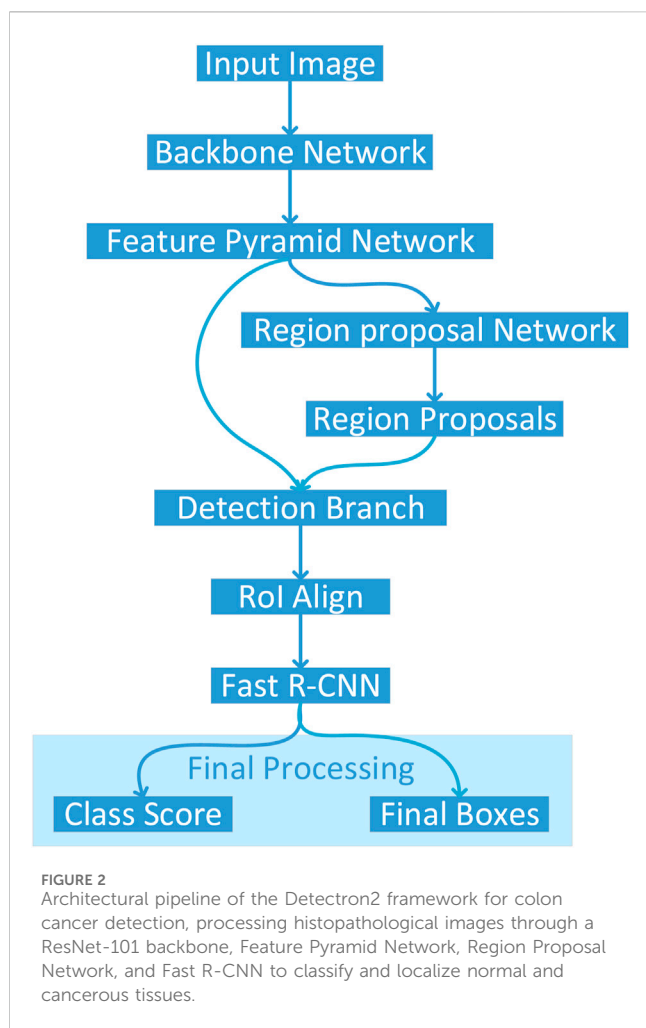 Input Image
Backbone Network
Feature Pyramid Network
Region proposal Network
Region Proposals
Detection Branch
RoI Align
Fast R-CNN
Final Processing
Class Score
Final Boxes
FIGURE 2
Architectural pipeline of the Detectron2 framework for colon
cancer detection, processing histopathological images through a
ResNet-101 backbone, Feature Pyramid Network, Region Proposal
Network, and Fast R-CNN to classify and localize normal and
cancerous tissues.